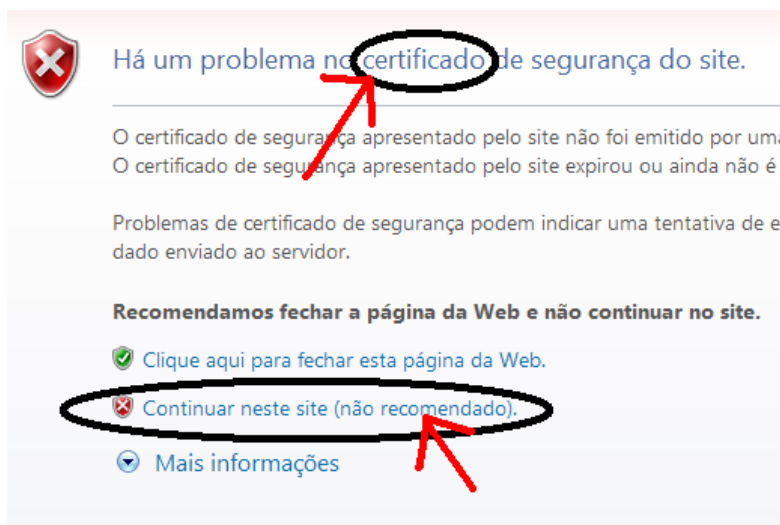 Há um problema no certificado de segurança do site.
O certificado de segurança apresentado pelo site não foi emitido por uma
O certificado de segurança apresentado pelo site expirou ou ainda não é
Problemas de certificado de segurança podem indicar uma tentativa de e
dado enviado ao servidor.
Recomendamos fechar a página da Web e não continuar no site.
Clique aqui para fechar esta página da Web.
Continuar neste site (não recomendado).
Mais informações